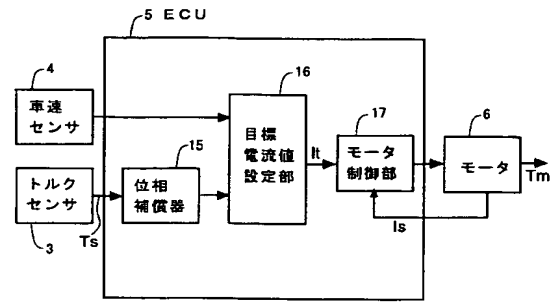 5 ECU
4
車速
センサ
16
目標
電流値
設定部
17
モータ
制御部
6
モータ
It
Tm
15
位相
補償器
トルク
センサ
3
Ts
Is